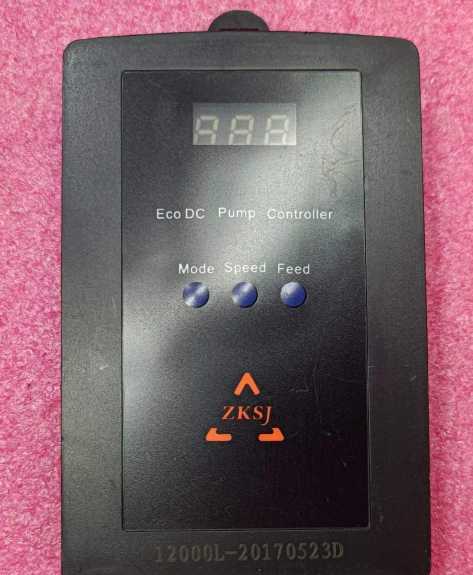 Eco DC Pump Controller
Mode Speed Feed
ZKSJ
12000L-20170523D